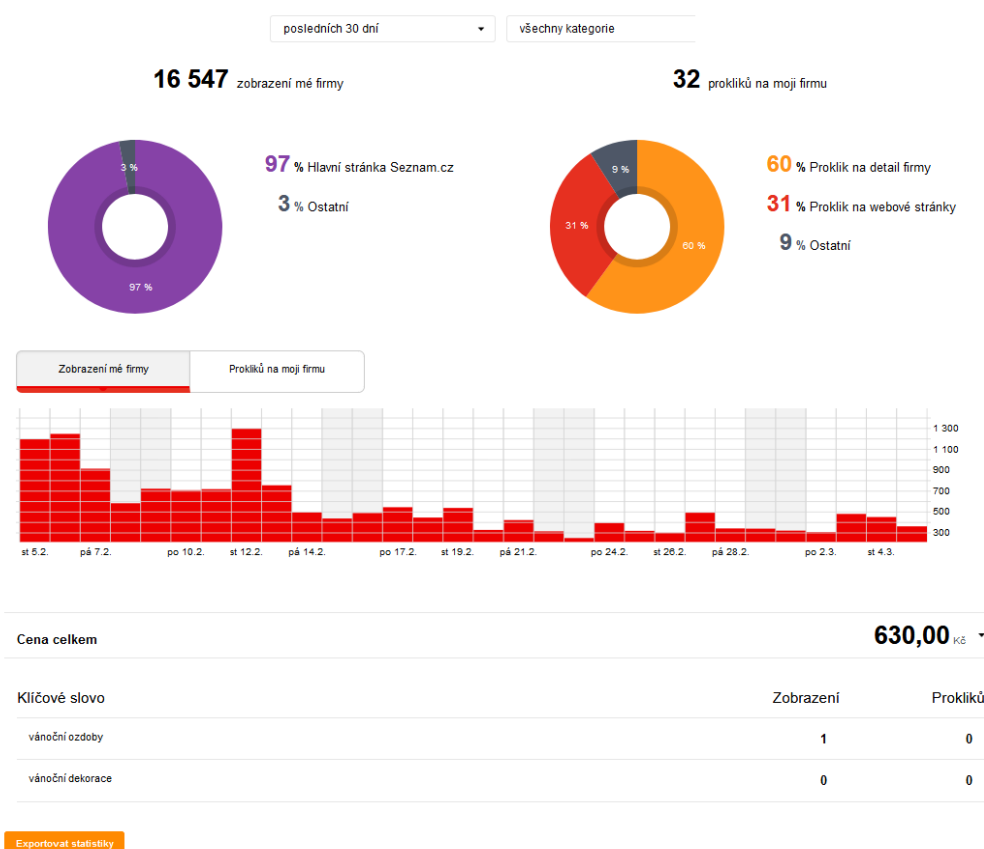 posledních 30 dní
všechny kategorie
16 547 zobrazení mé firmy
32 prokliků na moji firmu
3 %
97 %
97 % Hlavní stránka Seznam.cz
3 % Ostatní
9 %
31 %
60 %
60 % Proklik na detail firmy
31 % Proklik na webové stránky
9 % Ostatní
Zobrazení mé firmy
Prokliků na moji firmu
1 300
1 100
900
700
500
300
st 5.2. pá 7.2. po 10.2. st 12.2. pá 14.2. po 17.2. st 19.2. pá 21.2. po 24.2. st 26.2. pá 28.2. po 2.3. st 4.3.
Cena celkem 630,00 Kč
Klíčové slovo Zobrazení Prokliků
vánoční ozdoby 1 0
vánoční dekorace 0 0
Exportovat statistiky